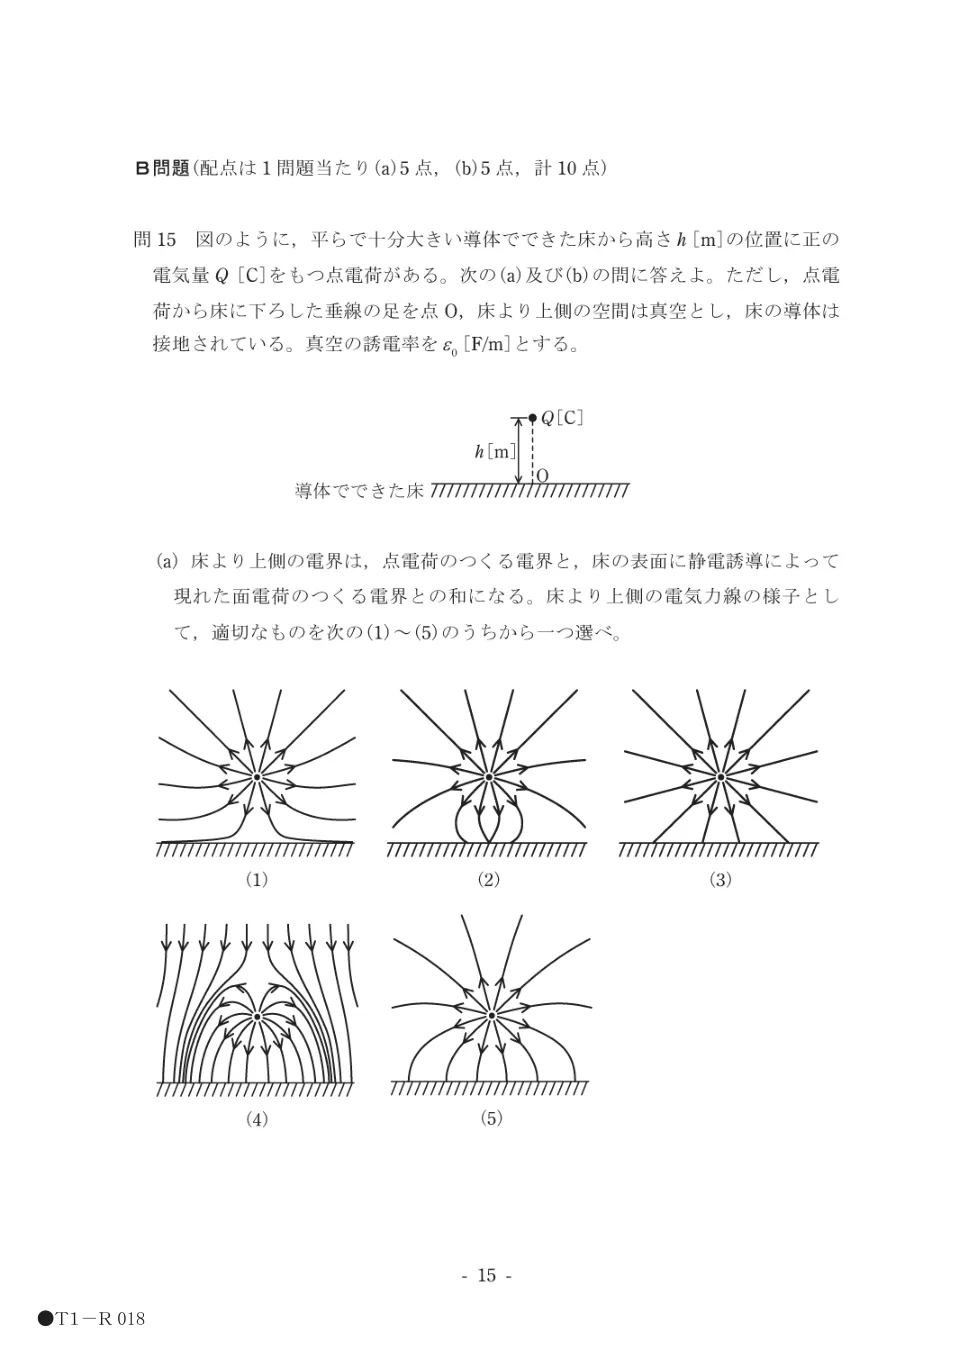 B問題(配点は1問題当たり(a)5点，(b)5点，計10点)
問15　図のように，平らで十分大きい導体でできた床から高さ h [m]の位置に正の
電気量 Q [C]をもつ点電荷がある。次の(a)及び(b)の問に答えよ。ただし，点電
荷から床に下ろした垂線の足を点O，床より上側の空間は真空とし，床の導体は
接地されている。真空の誘電率を ε₀ [F/m]とする。
Q[C]
h[m]
O
導体でできた床
(a) 床より上側の電界は，点電荷のつくる電界と，床の表面に静電誘導によって
現れた面電荷のつくる電界との和になる。床より上側の電気力線の様子とし
て，適切なものを次の(1)～(5)のうちから一つ選べ。
(1)　(2)　(3)
(4)　(5)
- 15 -
●T1－R 018